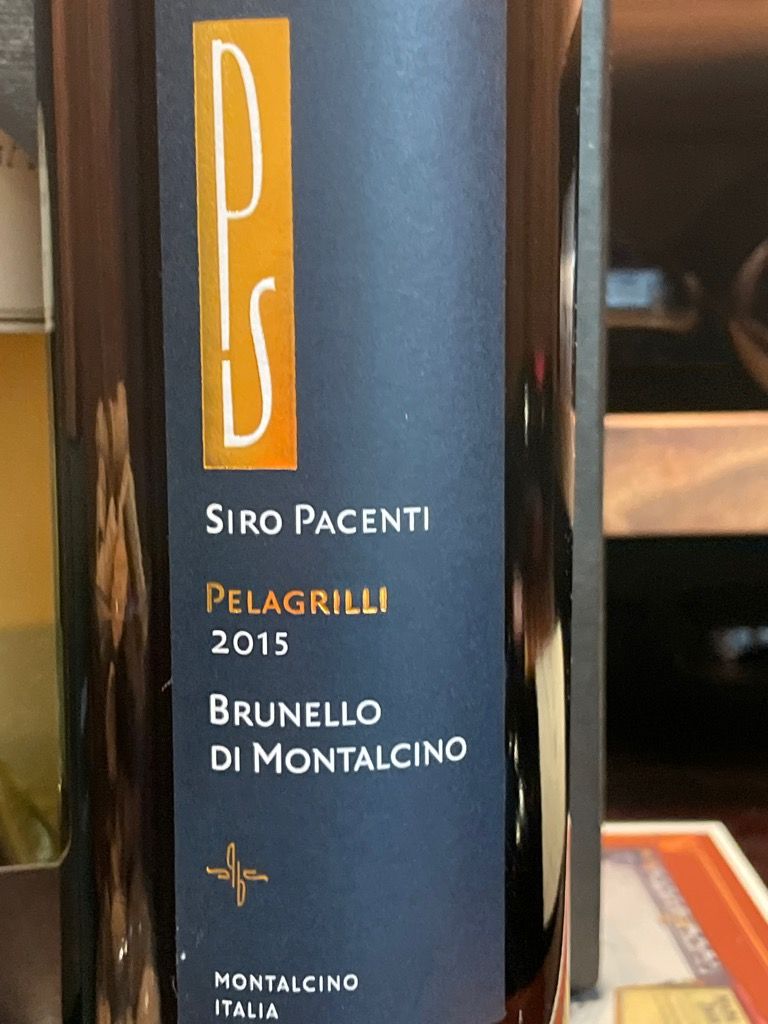 PS
SIRO PACENTI
PELAGRILLI
2015
BRUNELLO
DI MONTALCINO
MONTALCINO
ITALIA